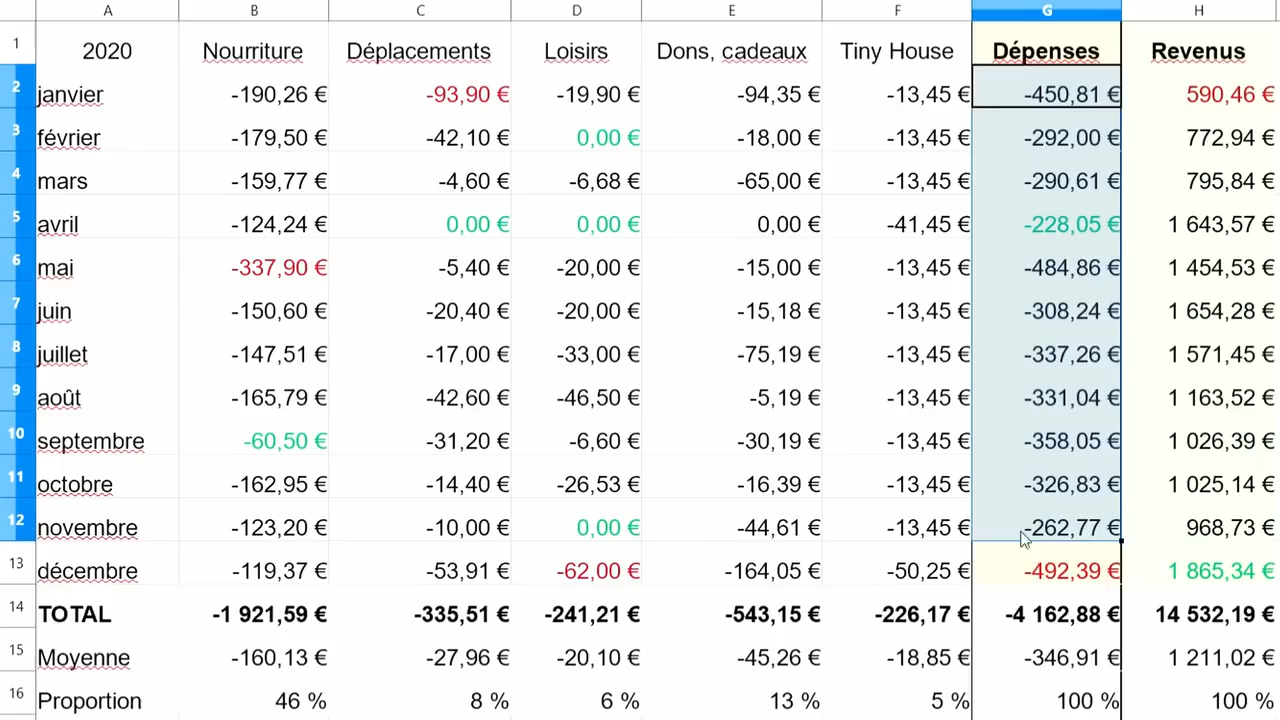 A B C D E F G H
1 2020 Nourriture Déplacements Loisirs Dons, cadeaux Tiny House Dépenses Revenus
2 janvier -190,26 € -93,90 € -19,90 € -94,35 € -13,45 € -450,81 € 590,46 €
3 février -179,50 € -42,10 € 0,00 € -18,00 € -13,45 € -292,00 € 772,94 €
4 mars -159,77 € -4,60 € -6,68 € -65,00 € -13,45 € -290,61 € 795,84 €
5 avril -124,24 € 0,00 € 0,00 € 0,00 € -41,45 € -228,05 € 1 643,57 €
6 mai -337,90 € -5,40 € -20,00 € -15,00 € -13,45 € -484,86 € 1 454,53 €
7 juin -150,60 € -20,40 € -20,00 € -15,18 € -13,45 € -308,24 € 1 654,28 €
8 juillet -147,51 € -17,00 € -33,00 € -75,19 € -13,45 € -337,26 € 1 571,45 €
9 août -165,79 € -42,60 € -46,50 € -5,19 € -13,45 € -331,04 € 1 163,52 €
10 septembre -60,50 € -31,20 € -6,60 € -30,19 € -13,45 € -358,05 € 1 026,39 €
11 octobre -162,95 € -14,40 € -26,53 € -16,39 € -13,45 € -326,83 € 1 025,14 €
12 novembre -123,20 € -10,00 € 0,00 € -44,61 € -13,45 € -262,77 € 968,73 €
13 décembre -119,37 € -53,91 € -62,00 € -164,05 € -50,25 € -492,39 € 1 865,34 €
14 TOTAL -1 921,59 € -335,51 € -241,21 € -543,15 € -226,17 € -4 162,88 € 14 532,19 €
15 Moyenne -160,13 € -27,96 € -20,10 € -45,26 € -18,85 € -346,91 € 1 211,02 €
16 Proportion 46 % 8 % 6 % 13 % 5 % 100 % 100 %